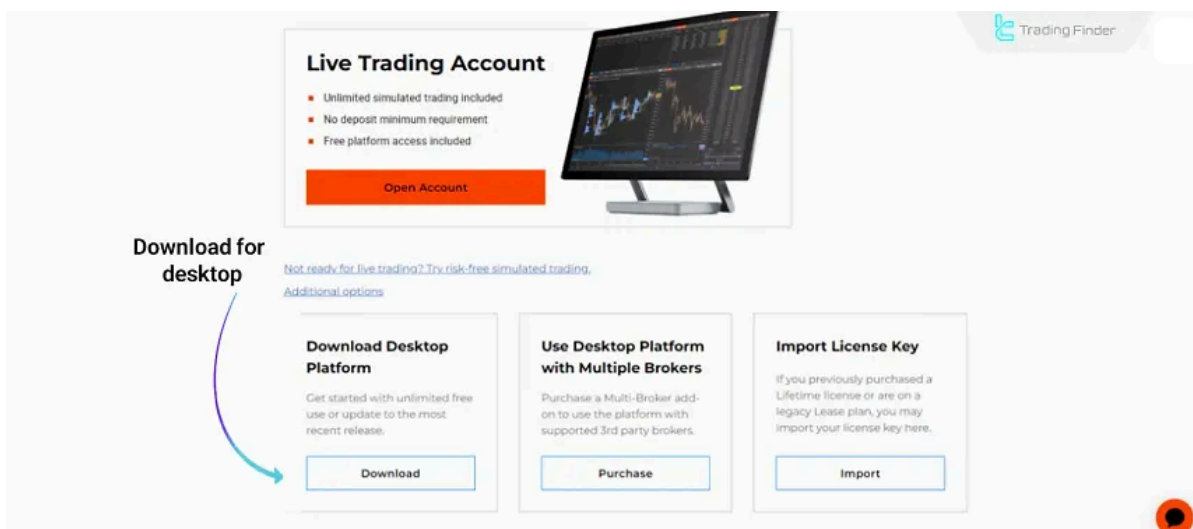 Trading Finder
Live Trading Account
Unlimited simulated trading included
No deposit minimum requirement
Free platform access included
Open Account
Download for
desktop
Not ready for live trading? Try risk-free simulated trading.
Additional options
Download Desktop
Platform
Get started with unlimited free
use or update to the most
recent release.
Download
Use Desktop Platform
with Multiple Brokers
Purchase a Multi-Broker add-
on to use the platform with
supported 3rd party brokers.
Purchase
Import License Key
If you previously purchased a
Lifetime license or are on a
legacy Lease plan, you may
import your license key here.
Import